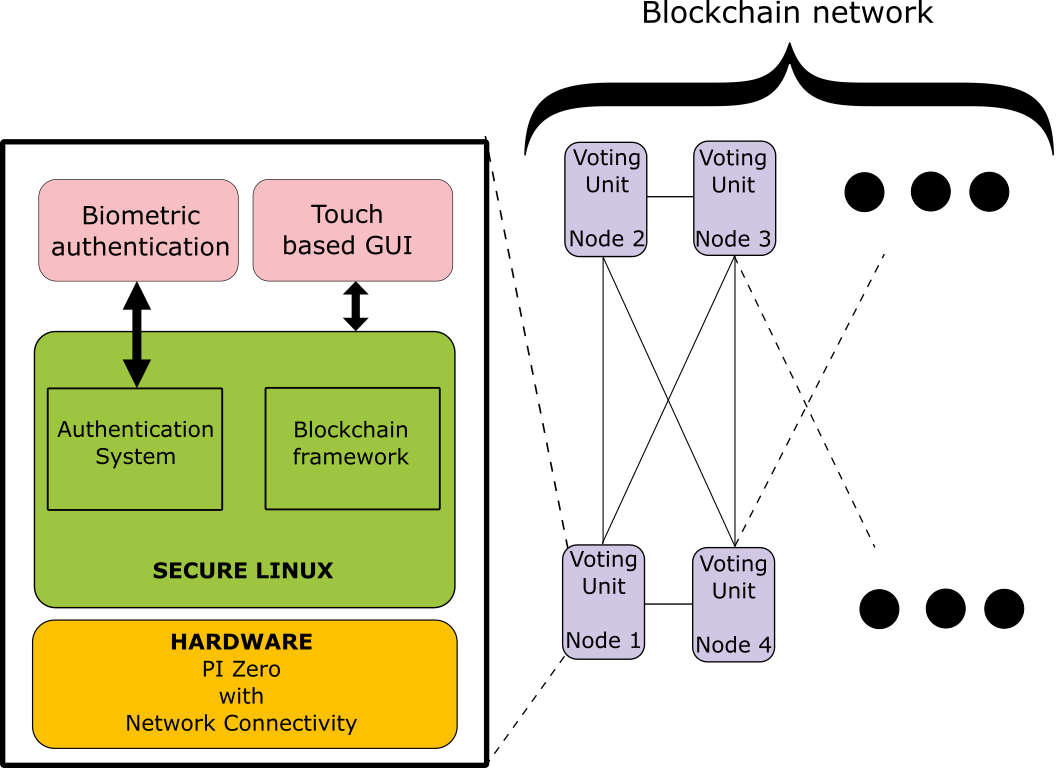 Blockchain network
Biometric
authentication
Touch
based GUI
Authentication
System
Blockchain
framework
SECURE LINUX
HARDWARE
PI Zero
with
Network Connectivity
Voting
Unit
Node 2
Voting
Unit
Node 3
Voting
Unit
Node 1
Voting
Unit
Node 4